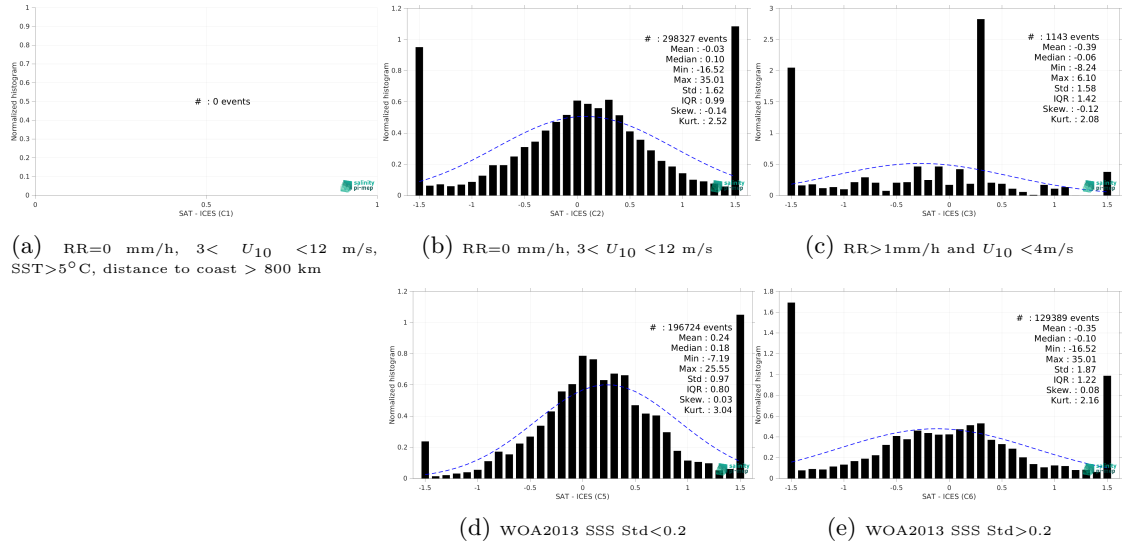 1
0.9
0.8
0.7
0.6
0.5
0.4
0.3
0.2
0.1
0
Normalized histogram
# : 0 events
0 0.5 1
SAT - ICES (C1)
salinity
pi-mep
(a) RR=0 mm/h, 3< U10 <12 m/s,
SST>5°C, distance to coast > 800 km
1.2
1
0.8
0.6
0.4
0.2
0
Normalized histogram
# : 298327 events
Mean : -0.03
Median : 0.10
Min : -16.52
Max : 35.01
Std : 1.62
IQR : 0.99
Skew. : -0.14
Kurt. : 2.52
-1.5 -1 -0.5 0 0.5 1 1.5
SAT - ICES (C2)
salinity
pi-mep
(b) RR=0 mm/h, 3< U10 <12 m/s
3
2.5
2
1.5
1
0.5
0
Normalized histogram
# : 1143 events
Mean : -0.39
Median : -0.06
Min : -8.24
Max : 6.10
Std : 1.58
IQR : 1.42
Skew. : -0.12
Kurt. : 2.08
-1.5 -1 -0.5 0 0.5 1 1.5
SAT - ICES (C3)
salinity
pi-mep
(c) RR>1mm/h and U10 <4m/s
1.2
1
0.8
0.6
0.4
0.2
0
Normalized histogram
# : 196724 events
Mean : 0.24
Median : 0.18
Min : -7.19
Max : 25.55
Std : 0.97
IQR : 0.80
Skew. : 0.03
Kurt. : 3.04
-1.5 -1 -0.5 0 0.5 1 1.5
SAT - ICES (C5)
salinity
pi-mep
(d) WOA2013 SSS Std<0.2
1.8
1.6
1.4
1.2
1
0.8
0.6
0.4
0.2
0
Normalized histogram
# : 129389 events
Mean : -0.35
Median : -0.10
Min : -16.52
Max : 35.01
Std : 1.87
IQR : 1.22
Skew. : 0.08
Kurt. : 2.16
-1.5 -1 -0.5 0 0.5 1 1.5
SAT - ICES (C6)
salinity
pi-mep
(e) WOA2013 SSS Std>0.2